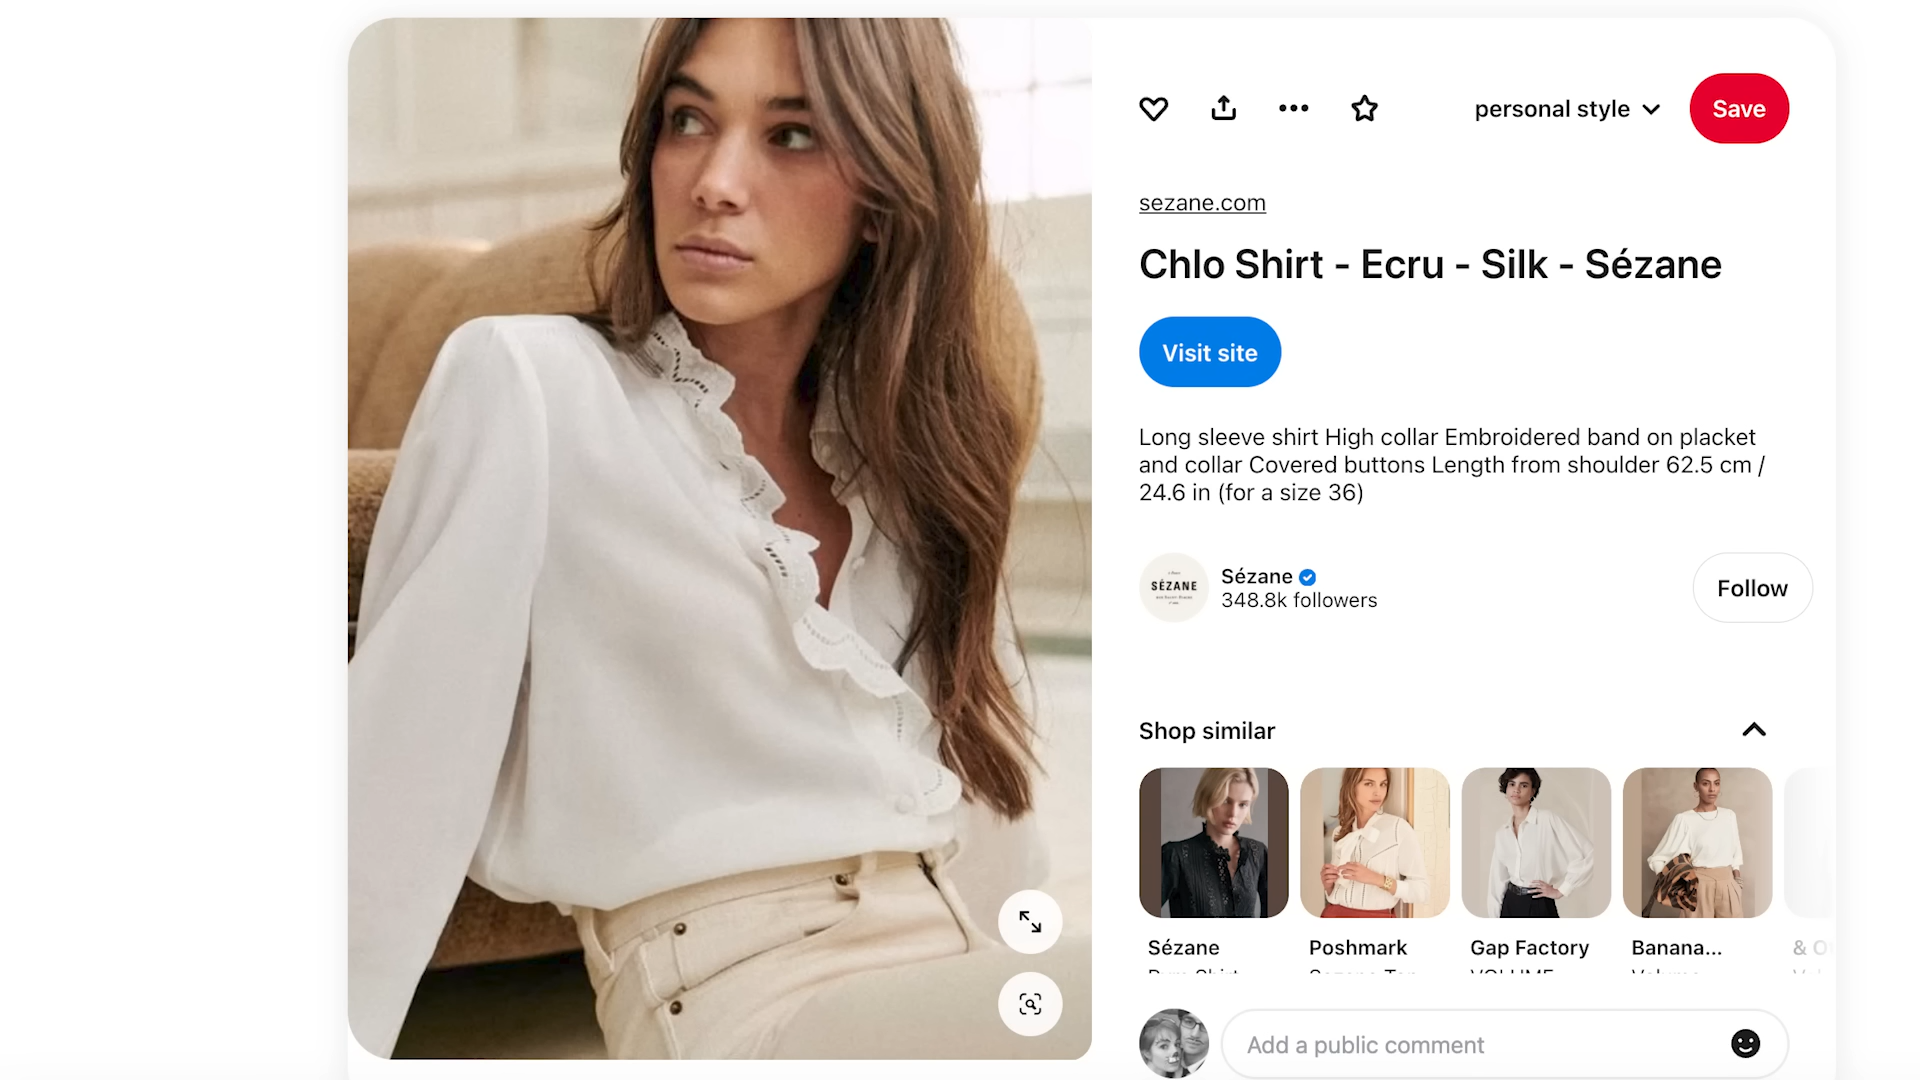 personal style
Save
sezane.com
Chlo Shirt - Ecru - Silk - Sézane
Visit site
Long sleeve shirt High collar Embroidered band on placket
and collar Covered buttons Length from shoulder 62.5 cm /
24.6 in (for a size 36)
SÉZANE
Sézane
348.8k followers
Follow
Shop similar
Sézane
Poshmark
Gap Factory
Banana...
Add a public comment